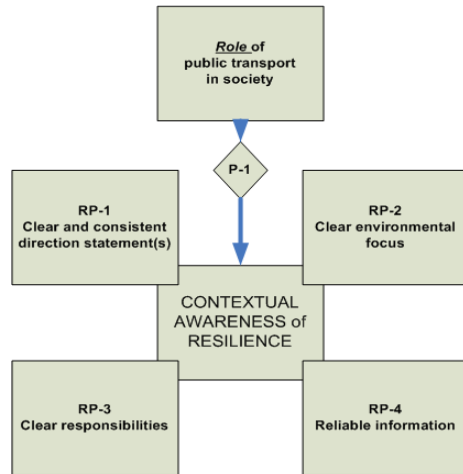 Role of
public transport
in society
P-1
RP-1
Clear and consistent
direction statement(s)
RP-2
Clear environmental
focus
CONTEXTUAL
AWARENESS of
RESILIENCE
RP-3
Clear responsibilities
RP-4
Reliable information